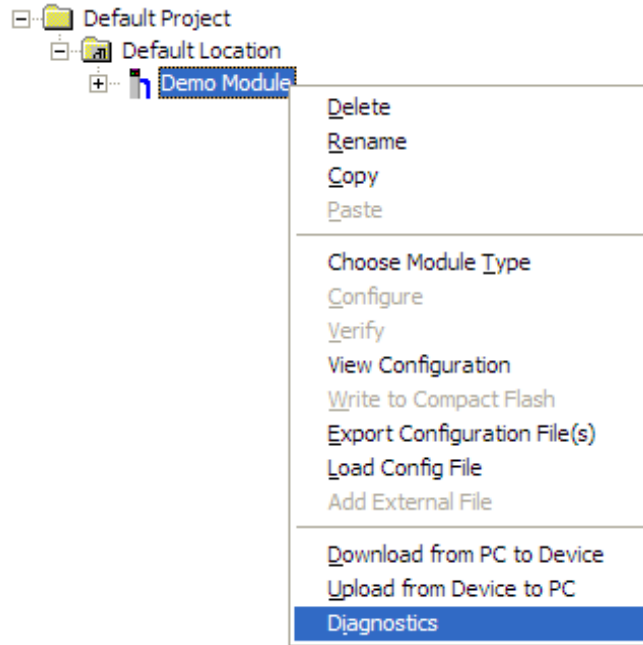 Default Project
Default Location
Demo Module
Delete
Rename
Copy
Paste
Choose Module Type
Configure
Verify
View Configuration
Write to Compact Flash
Export Configuration File(s)
Load Config File
Add External File
Download from PC to Device
Upload from Device to PC
Diagnostics